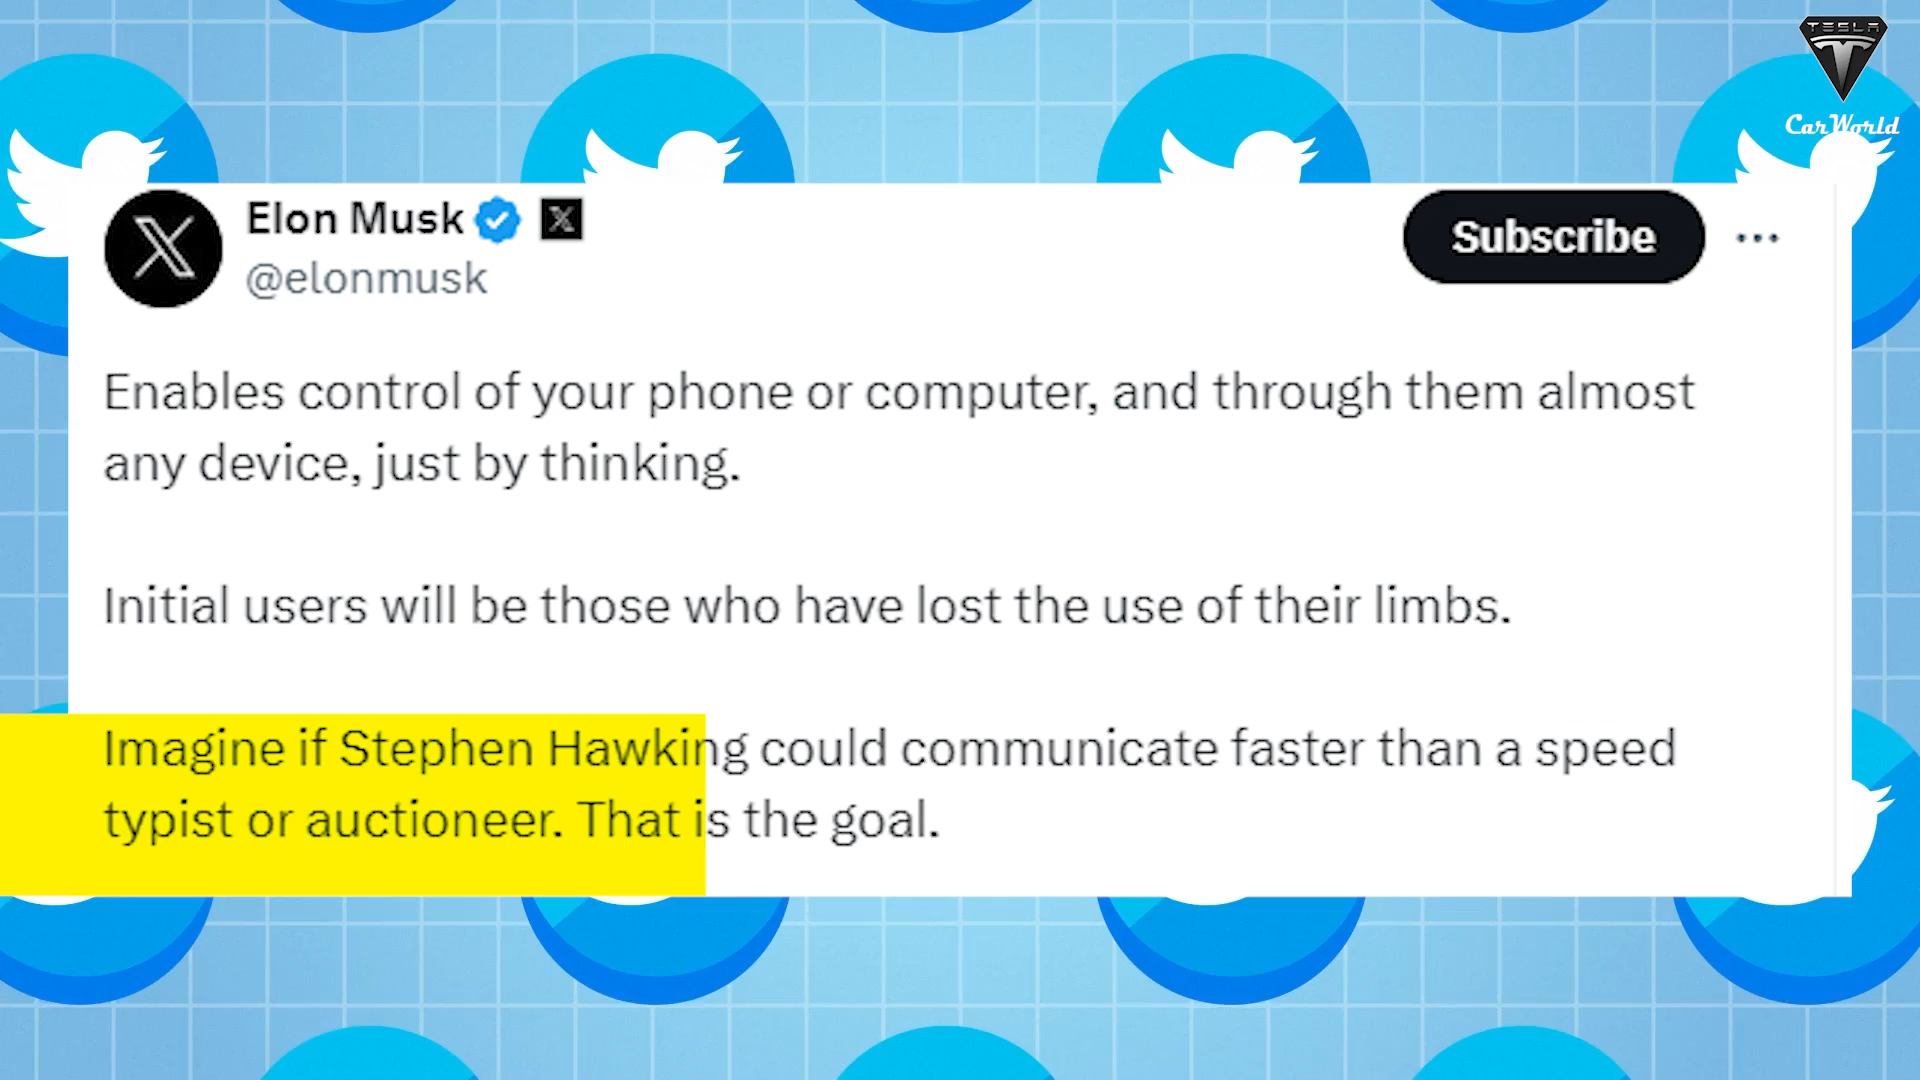 TESLA
CarWorld
Elon Musk
@elonmusk
Subscribe
Enables control of your phone or computer, and through them almost
any device, just by thinking.
Initial users will be those who have lost the use of their limbs.
Imagine if Stephen Hawking could communicate faster than a speed
typist or auctioneer. That is the goal.